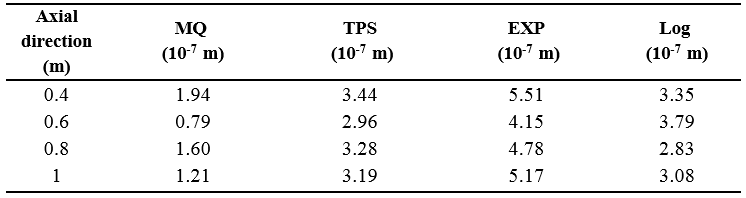 Axial direction (m) MQ (10-7 m) TPS (10-7 m) EXP (10-7 m) Log (10-7 m)
0.4 1.94 3.44 5.51 3.35
0.6 0.79 2.96 4.15 3.79
0.8 1.60 3.28 4.78 2.83
1 1.21 3.19 5.17 3.08